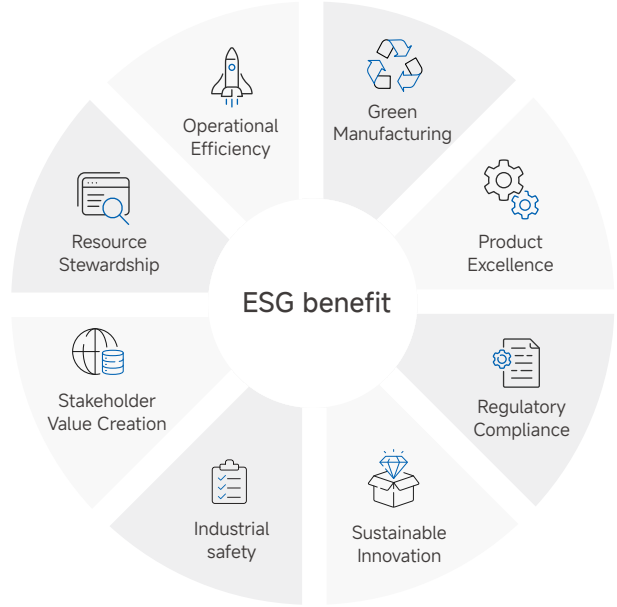 Operational
Efficiency
Green
Manufacturing
Resource
Stewardship
Product
Excellence
ESG benefit
Stakeholder
Value Creation
Regulatory
Compliance
Industrial
safety
Sustainable
Innovation